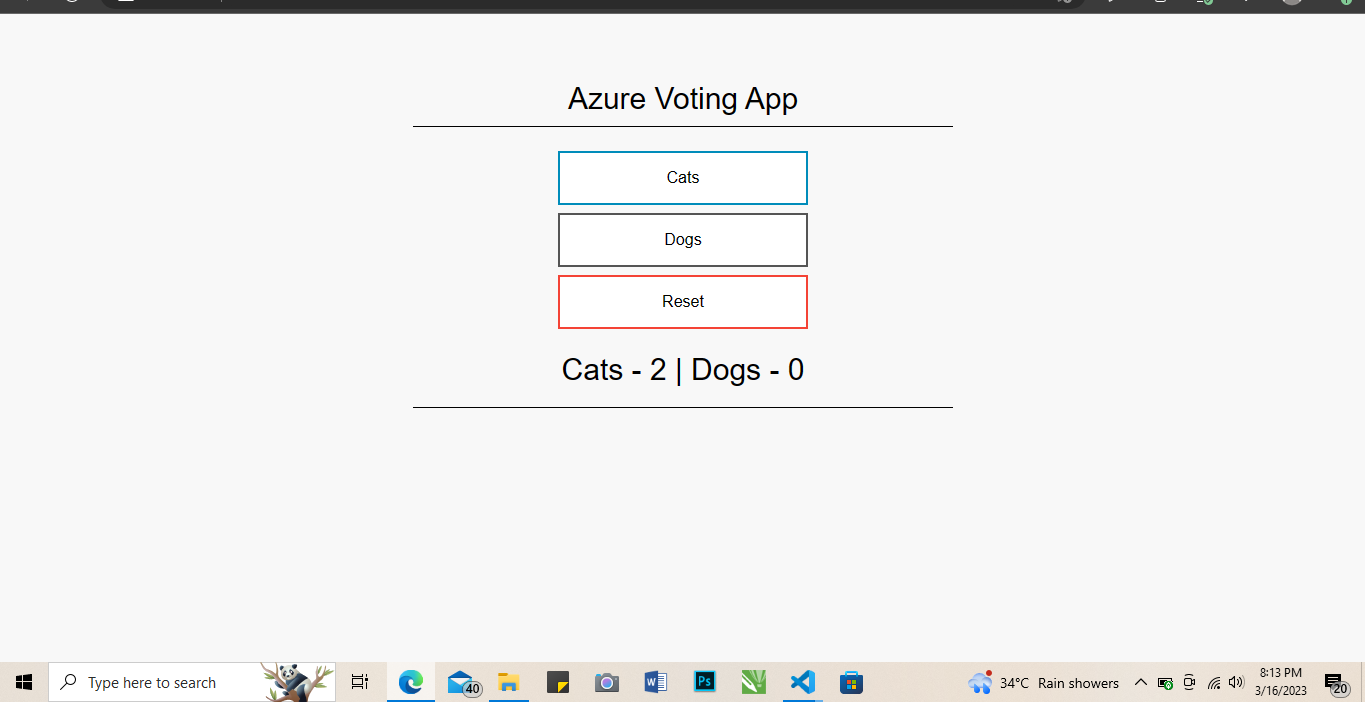 Azure Voting App
Cats
Dogs
Reset
Cats - 2 | Dogs - 0
Type here to search
40
W
Ps
34°C Rain showers
8:13 PM
3/16/2023
20